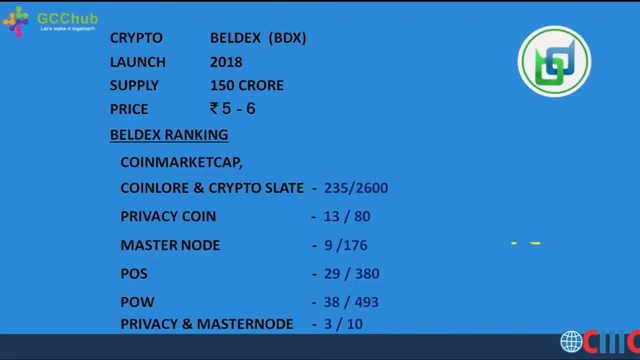 GCChub
Let's make it together!!
CRYPTO BELDEX (BDX)
LAUNCH 2018
SUPPLY 150 CRORE
PRICE ₹ 5 - 6
BELDEX RANKING
COINMARKETCAP,
COINLORE & CRYPTO SLATE - 235/2600
PRIVACY COIN - 13 / 80
MASTER NODE - 9 /176
POS - 29 / 380
POW - 38 / 493
PRIVACY & MASTERNODE - 3 / 10